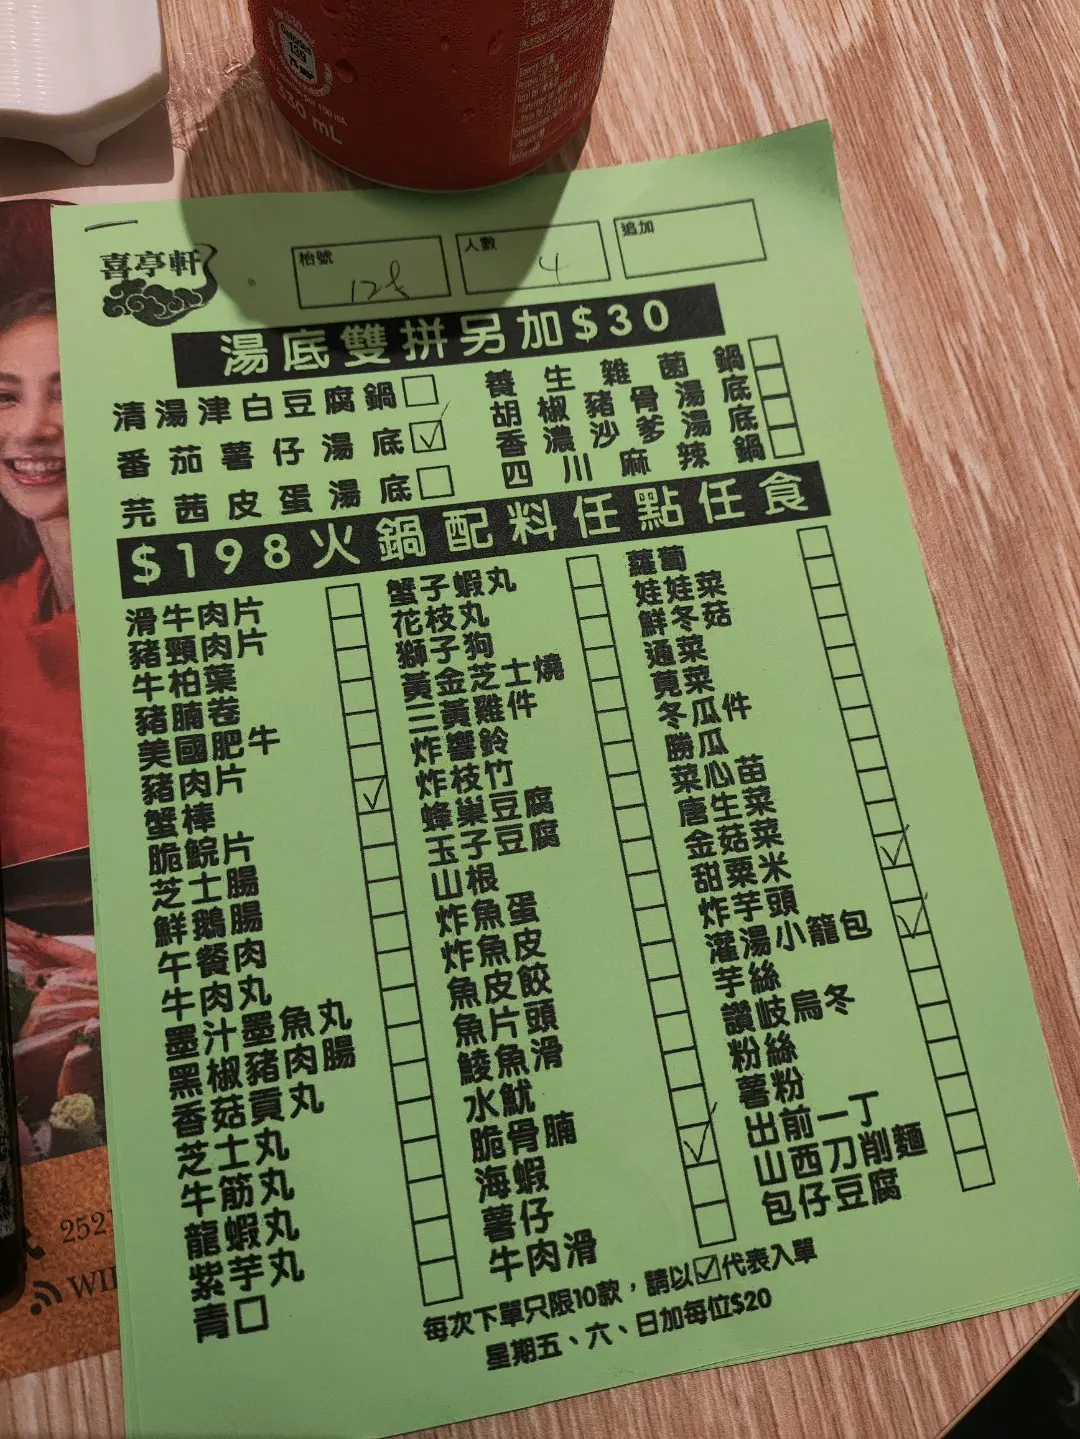 330 mL
喜亭軒
枱號
12
人數
4
追加
湯底雙拼另加$30
清湯津白豆腐鍋
番茄薯仔湯底 ✓
芫茜皮蛋湯底
養生雜菌鍋
胡椒豬骨湯底
香濃沙爹湯底
四川麻辣鍋
$198火鍋配料任點任食
滑牛肉片
豬頸肉片
牛柏葉
豬腩卷
美國肥牛
豬肉片
蟹棒
脆鯇片
芝士腸
鮮鵝腸
午餐肉
牛肉丸
墨汁墨魚丸
黑椒豬肉腸
香菇貢丸
芝士丸
牛筋丸
龍蝦丸
紫芋丸
青口
蟹子蝦丸
花枝丸
獅子狗
黃金芝士燒
三黃雞件
炸響鈴
炸枝竹
蜂巢豆腐
玉子豆腐
山根
炸魚蛋
炸魚皮
魚皮餃
魚片頭
鯪魚滑
水魷
脆骨腩
海蝦
薯仔
牛肉滑
蘿蔔
娃娃菜
鮮冬菇
通菜
莧菜
冬瓜件
勝瓜
菜心苗
唐生菜
金菇菜
甜粟米
炸芋頭
灌湯小籠包
芋絲
讚岐烏冬
粉絲
薯粉
出前一丁
山西刀削麵
包仔豆腐
每次下單只限10款，請以☑代表入單
星期五、六、日加每位$20
252
WI